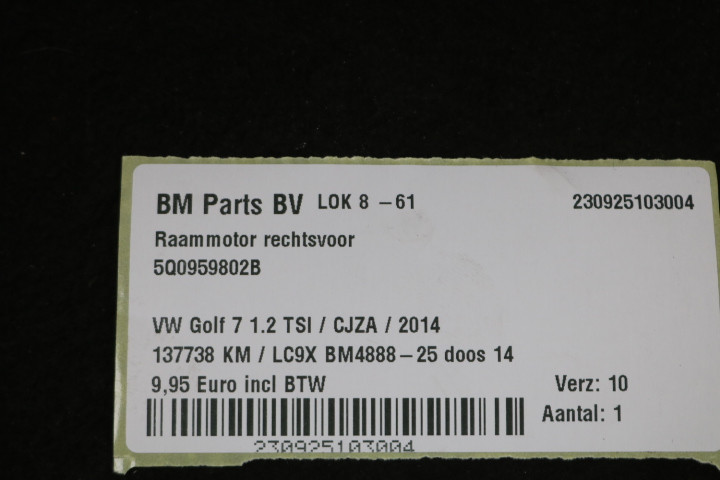 BM Parts BV LOK 8 -61 230925103004
Raammotor rechtsvoor
5Q0959802B
VW Golf 7 1.2 TSI / CJZA / 2014
137738 KM / LC9X BM4888-25 doos 14
9,95 Euro incl BTW Verz: 10
Aantal: 1
230925103004